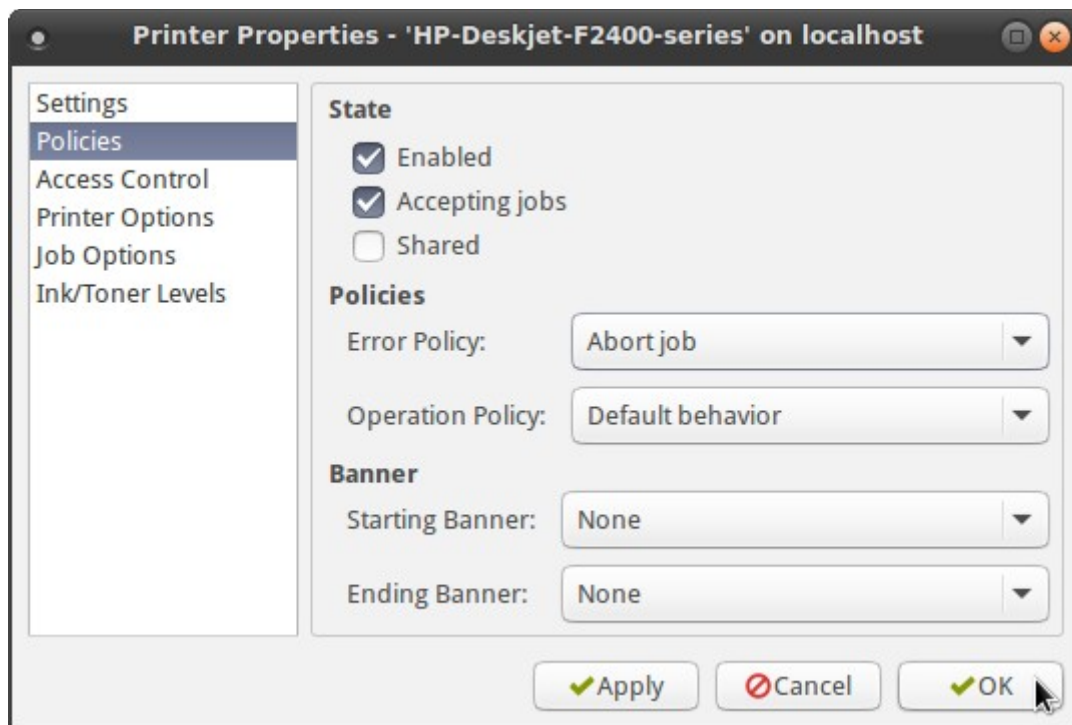 Printer Properties - 'HP-Deskjet-F2400-series' on localhost
Settings
Policies
Access Control
Printer Options
Job Options
Ink/Toner Levels
State
Enabled
Accepting jobs
Shared
Policies
Error Policy: Abort job
Operation Policy: Default behavior
Banner
Starting Banner: None
Ending Banner: None
Apply Cancel OK